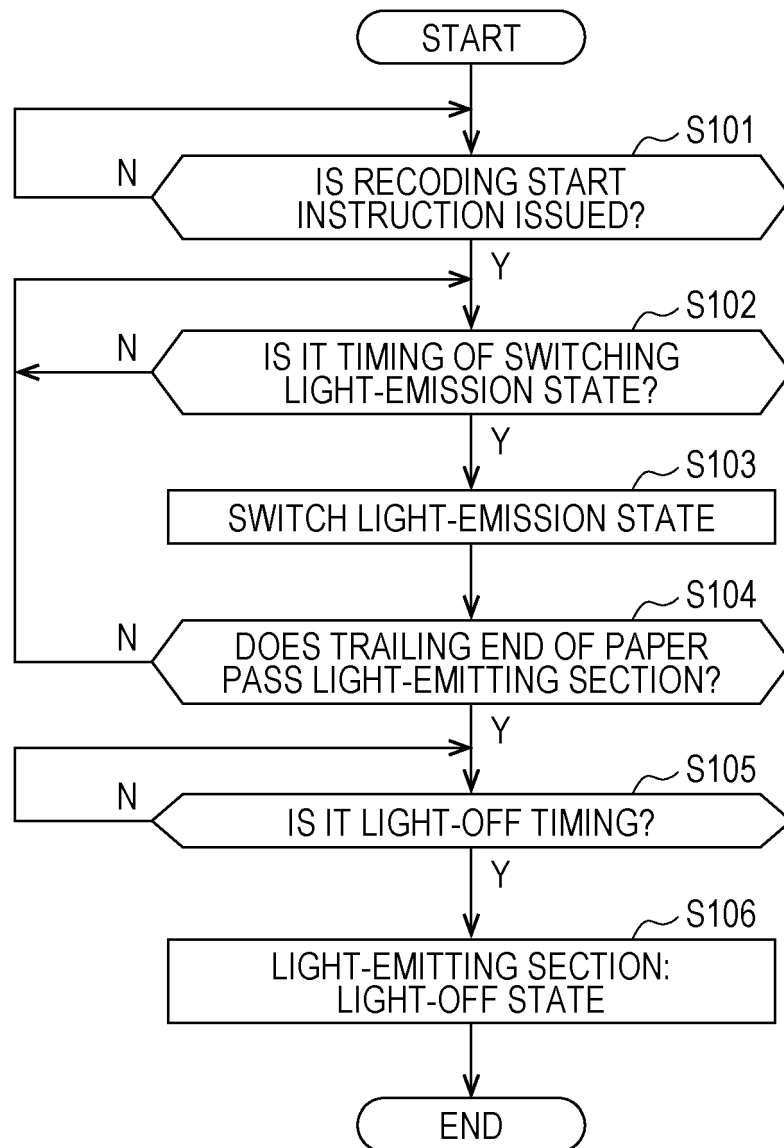 START
S101
N
IS RECODING START
INSTRUCTION ISSUED?
Y
S102
N
IS IT TIMING OF SWITCHING
LIGHT-EMISSION STATE?
Y
S103
SWITCH LIGHT-EMISSION STATE
S104
N
DOES TRAILING END OF PAPER
PASS LIGHT-EMITTING SECTION?
Y
S105
N
IS IT LIGHT-OFF TIMING?
Y
S106
LIGHT-EMITTING SECTION:
LIGHT-OFF STATE
END